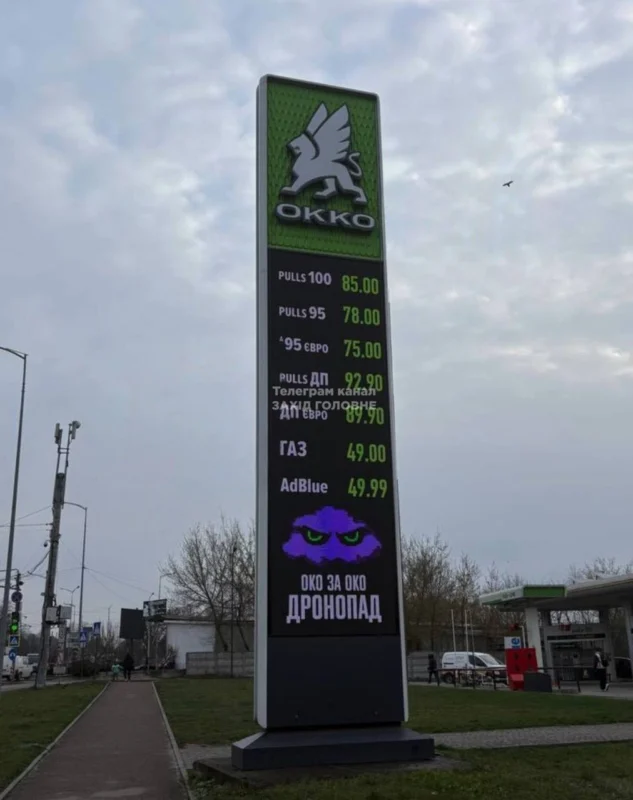 OKKO
PULLS 100 85.00
PULLS 95 78.00
А95 ЄВРО 75.00
PULLS ДП 92.90
Телеграм канал
ЗАХІД ГОЛОВНЕ
ДП ЄВРО 89.90
ГАЗ 49.00
AdBlue 49.99
ОКО ЗА ОКО
ДРОНОПАД